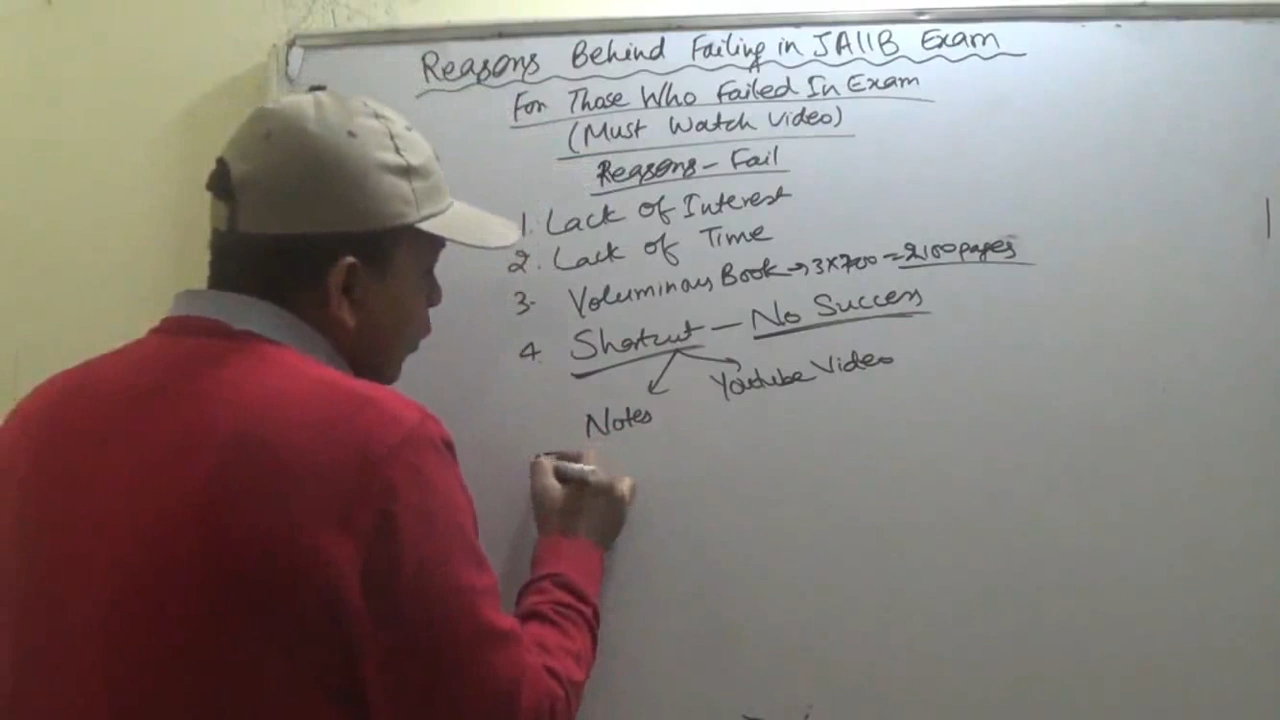 Reasons Behind Failing in JAIIB Exam
For Those Who Failed In Exam
(Must Watch Video)
Reasons - Fail
1. Lack of Interest
2. Lack of Time
3. Voluminous Book → 3x700 = 2100 pages
4. Shortcut - No Success
Youtube Video
Notes